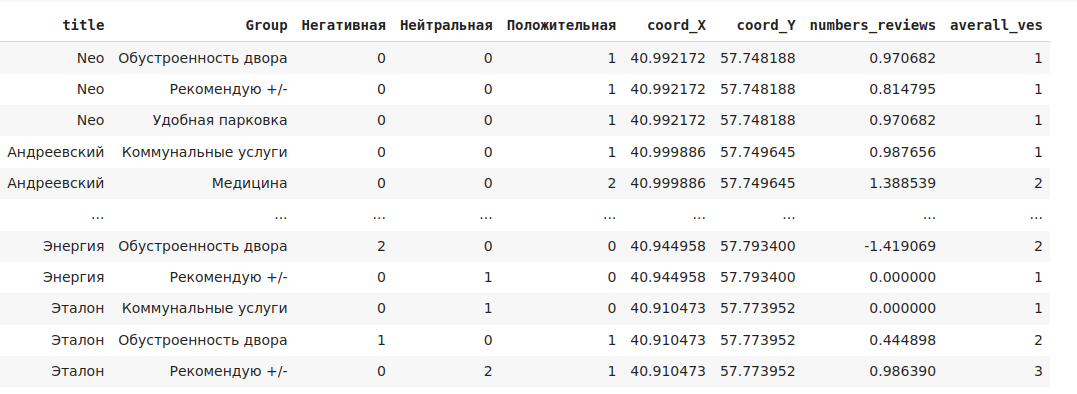 title Group Негативная Нейтральная Положительная coord_X coord_Y numbers_reviews averall_ves
Neo Обустроенность двора 0 0 1 40.992172 57.748188 0.970682 1
Neo Рекомендую +/- 0 0 1 40.992172 57.748188 0.814795 1
Neo Удобная парковка 0 0 1 40.992172 57.748188 0.970682 1
Андреевский Коммунальные услуги 0 0 1 40.999886 57.749645 0.987656 1
Андреевский Медицина 0 0 2 40.999886 57.749645 1.388539 2
... ... ... ... ... ... ... ... ...
Энергия Обустроенность двора 2 0 0 40.944958 57.793400 -1.419069 2
Энергия Рекомендую +/- 0 1 0 40.944958 57.793400 0.000000 1
Эталон Коммунальные услуги 0 1 0 40.910473 57.773952 0.000000 1
Эталон Обустроенность двора 1 0 1 40.910473 57.773952 0.444898 2
Эталон Рекомендую +/- 0 2 1 40.910473 57.773952 0.986390 3